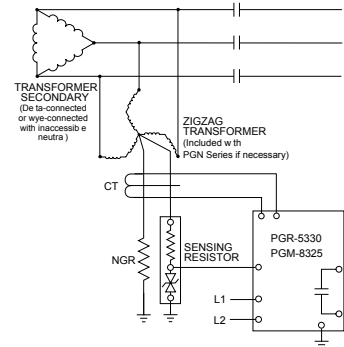 TRANSFORMER
SECONDARY
(De ta-connected
or wye-connected
with inaccessib e
neutra )
ZIGZAG
TRANSFORMER
(Included w th
PGN Series if necessary)
CT
NGR
SENSING
RESISTOR
PGR-5330
PGM-8325
L1
L2